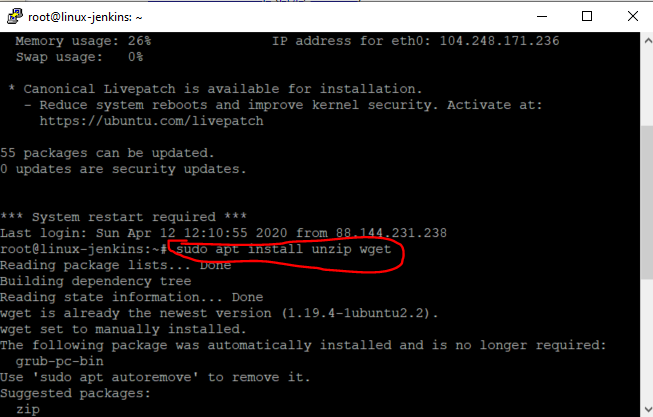 root@linux-jenkins: ~
Memory usage: 26% IP address for eth0: 104.248.171.236
Swap usage: 0%
* Canonical Livepatch is available for installation.
- Reduce system reboots and improve kernel security. Activate at:
https://ubuntu.com/livepatch
55 packages can be updated.
0 updates are security updates.
*** System restart required ***
Last login: Sun Apr 12 12:10:55 2020 from 88.144.231.238
root@linux-jenkins:~# sudo apt install unzip wget
Reading package lists... Done
Building dependency tree
Reading state information... Done
wget is already the newest version (1.19.4-1ubuntu2.2).
wget set to manually installed.
The following package was automatically installed and is no longer required:
grub-pc-bin
Use 'sudo apt autoremove' to remove it.
Suggested packages:
zip